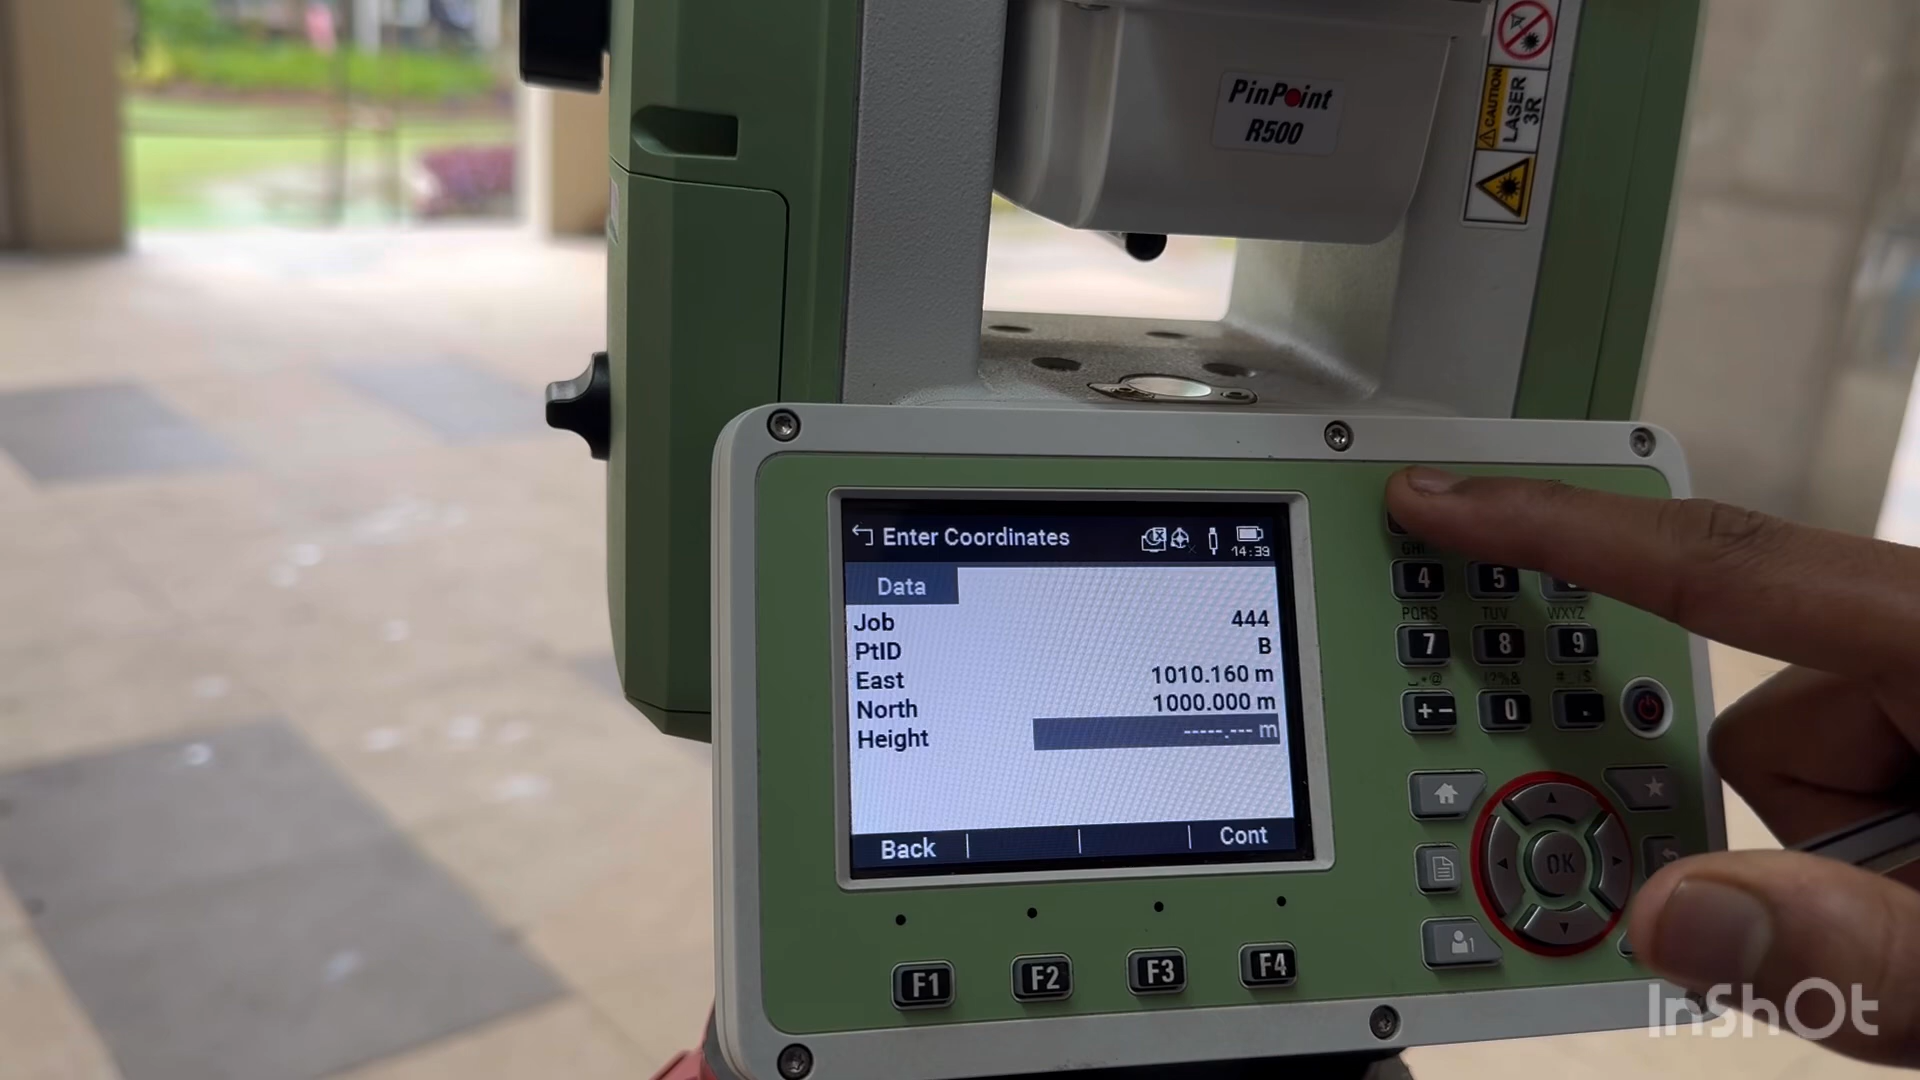 PinPoint
R500
CAUTION
LASER
3R
Enter Coordinates
14:39
Data
Job 444
PtID B
East 1010.160 m
North 1000.000 m
Height -----.--- m
Back Cont
4 5
PQRS TUV WXYZ
7 8 9
+ - 0 .
OK
1
F1 F2 F3 F4
InShOt